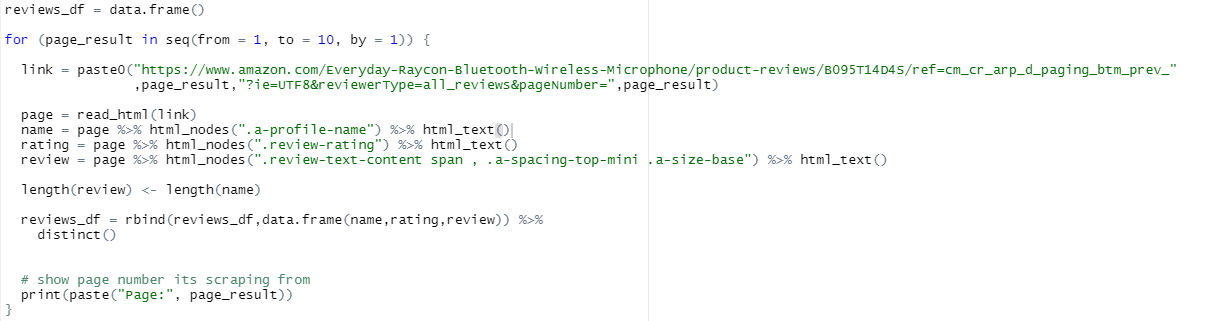 reviews_df = data.frame()
for (page_result in seq(from = 1, to = 10, by = 1)) {
link = paste0("https://www.amazon.com/Everyday-Raycon-Bluetooth-Wireless-Microphone/product-reviews/B095T14D4S/ref=cm_cr_arp_d_paging_btm_prev_"
,page_result,"?ie=UTF8&reviewerType=all_reviews&pageNumber=",page_result)
page = read_html(link)
name = page %>% html_nodes(".a-profile-name") %>% html_text()
rating = page %>% html_nodes(".review-rating") %>% html_text()
review = page %>% html_nodes(".review-text-content span , .a-spacing-top-mini .a-size-base") %>% html_text()
length(review) <- length(name)
reviews_df = rbind(reviews_df,data.frame(name,rating,review)) %>%
distinct()
# show page number its scraping from
print(paste("Page:", page_result))
}